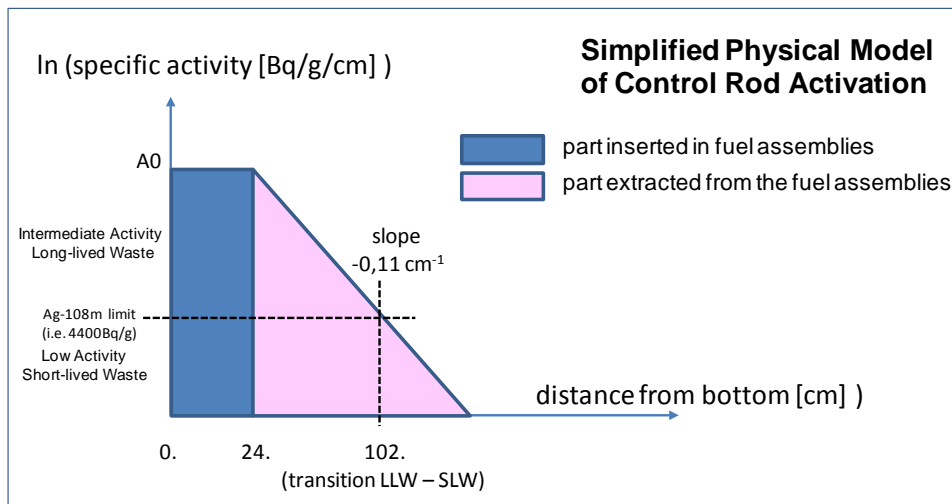 Simplified Physical Model
of Control Rod Activation
ln (specific activity [Bq/g/cm] )
part inserted in fuel assemblies
part extracted from the fuel assemblies
A0
Intermediate Activity
Long-lived Waste
slope
-0,11 cm-1
Ag-108m limit
(i.e. 4400Bq/g)
Low Activity
Short-lived Waste
distance from bottom [cm] )
0. 24. 102.
(transition LLW – SLW)